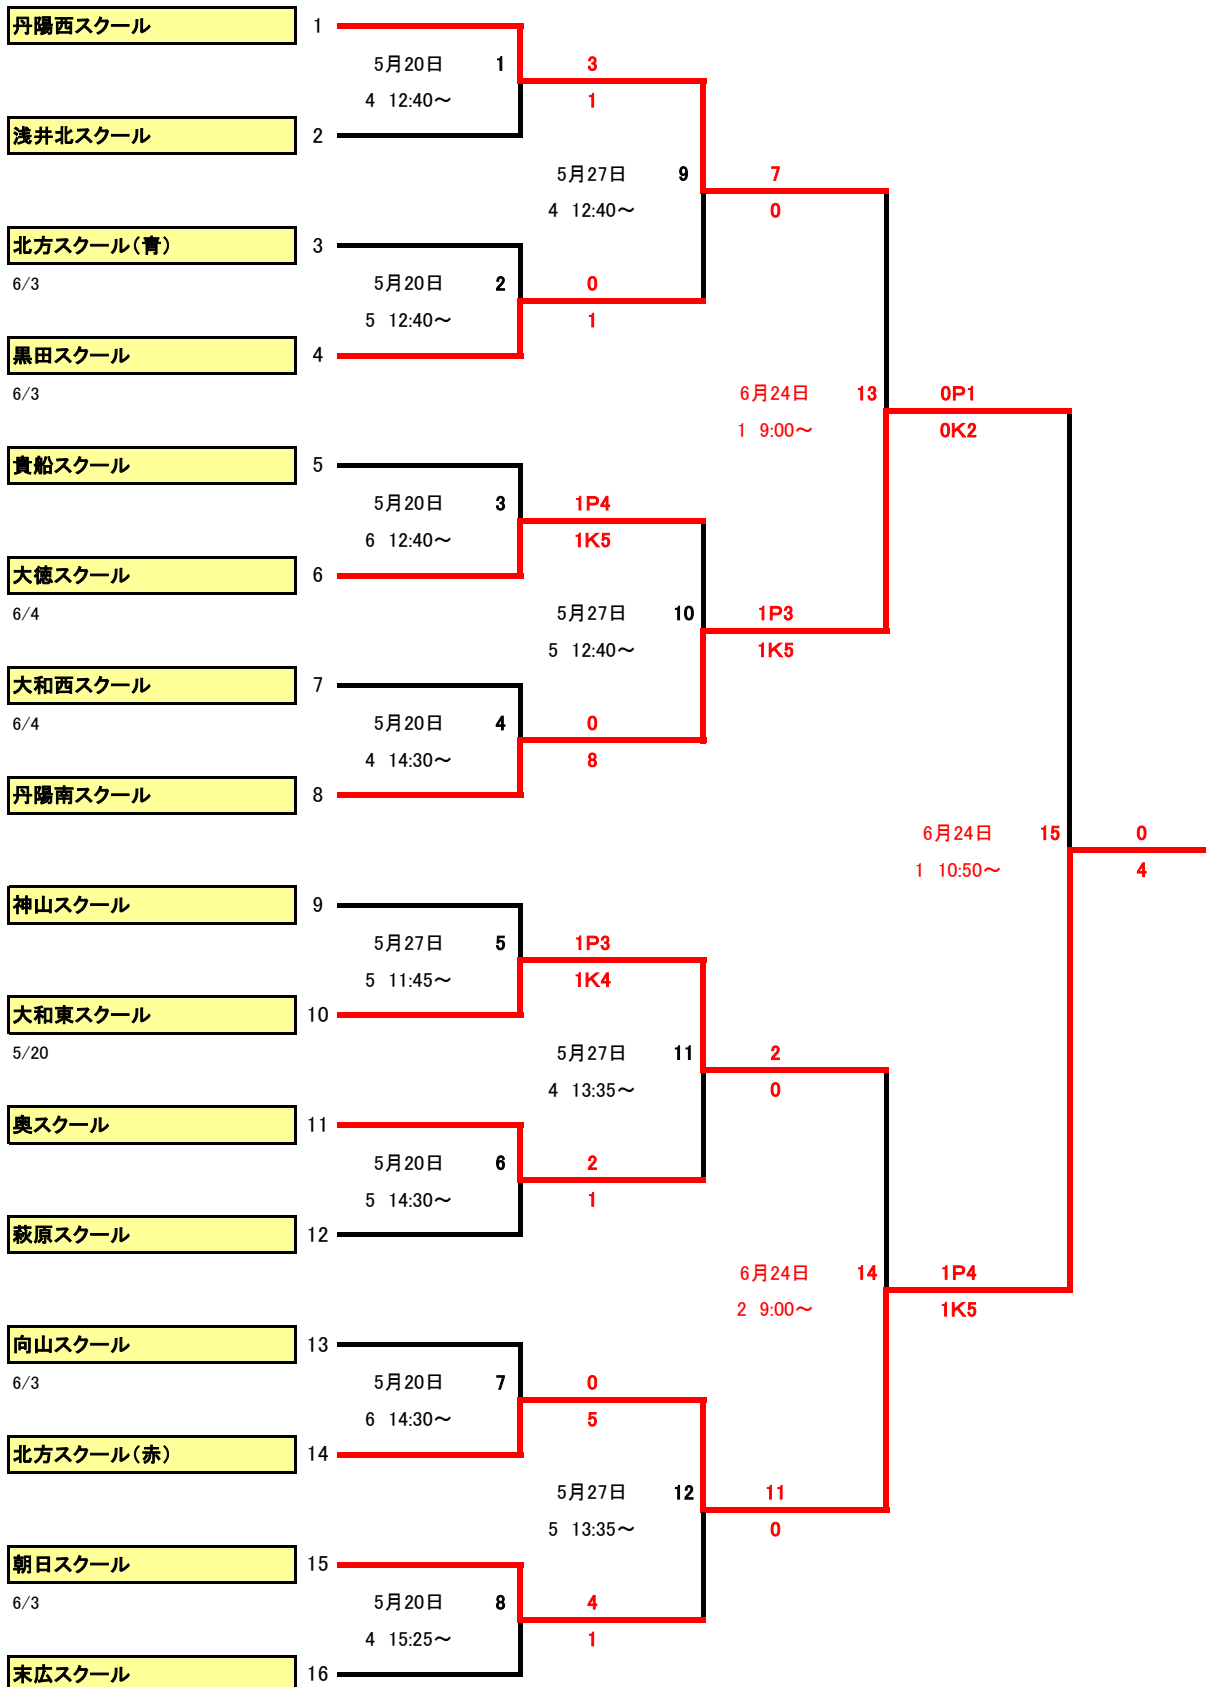 丹陽西スクール 1
5月20日 1 3
4 12:40～ 1
浅井北スクール 2
5月27日 9 7
4 12:40～ 0
北方スクール（青） 3
6/3 5月20日 2 0
5 12:40～ 1
黒田スクール 4
6/3 6月24日 13 0P1
1 9:00～ 0K2
貴船スクール 5
5月20日 3 1P4
6 12:40～ 1K5
大徳スクール 6
6/4 5月27日 10 1P3
5 12:40～ 1K5
大和西スクール 7
6/4 5月20日 4 0
4 14:30～ 8
丹陽南スクール 8
6月24日 15 0
1 10:50～ 4
神山スクール 9
5月27日 5 1P3
5 11:45～ 1K4
大和東スクール 10
5/20 5月27日 11 2
4 13:35～ 0
奥スクール 11
5月20日 6 2
5 14:30～ 1
萩原スクール 12
6月24日 14 1P4
2 9:00～ 1K5
向山スクール 13
6/3 5月20日 7 0
6 14:30～ 5
北方スクール（赤） 14
5月27日 12 11
5 13:35～ 0
朝日スクール 15
6/3 5月20日 8 4
4 15:25～ 1
末広スクール 16